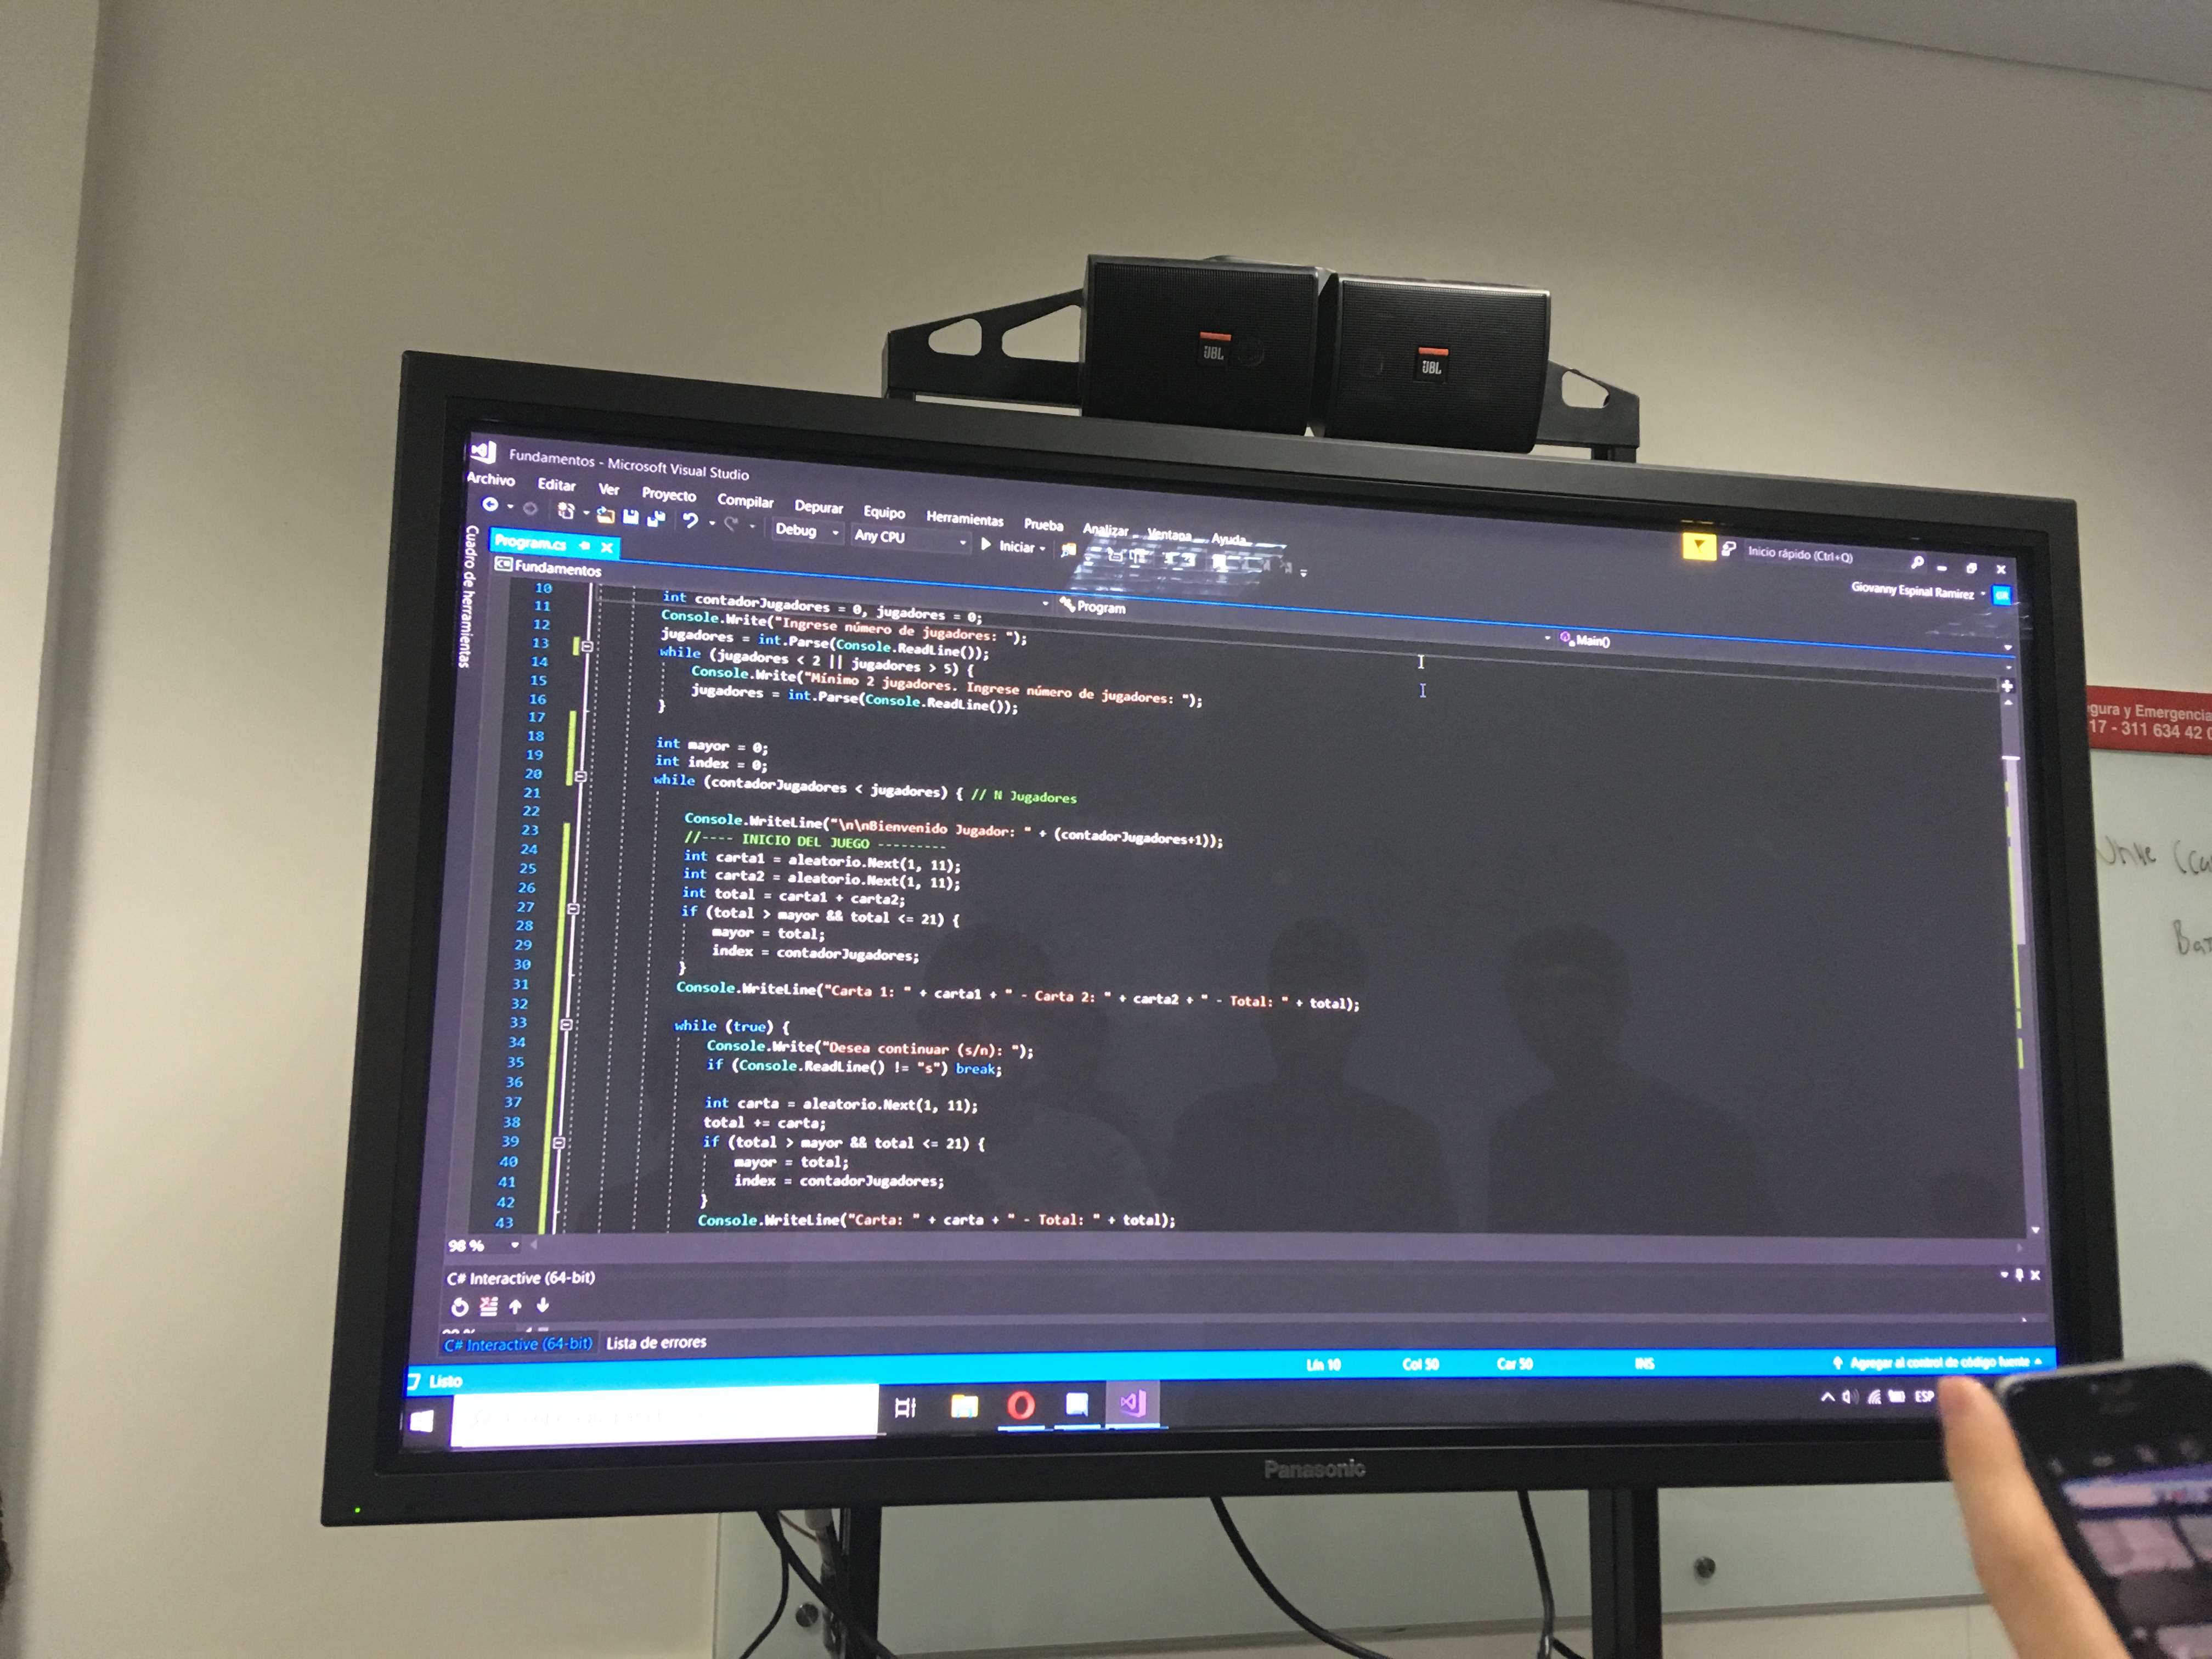 JBL
JBL
Fundamentos - Microsoft Visual Studio
Archivo Editar Ver Proyecto Compilar Depurar Equipo Herramientas Prueba Analizar Ventana Ayuda
Inicio rápido (Ctrl+Q)
Debug Any CPU Iniciar
Giovanny Espinal Ramirez GR
Cuadro de herramientas
Program.cs
Fundamentos Program Main()
10 int contadorJugadores = 0, jugadores = 0;
11 Console.Write("Ingrese número de jugadores: ");
12 jugadores = int.Parse(Console.ReadLine());
13 while (jugadores < 2 || jugadores > 5) {
14 Console.Write("Mínimo 2 jugadores. Ingrese número de jugadores: ");
15 jugadores = int.Parse(Console.ReadLine());
16 }
17
18 int mayor = 0;
19 int index = 0;
20 while (contadorJugadores < jugadores) { // N Jugadores
21
22 Console.WriteLine("\n\nBienvenido Jugador: " + (contadorJugadores+1));
23 //---- INICIO DEL JUEGO ---------
24 int carta1 = aleatorio.Next(1, 11);
25 int carta2 = aleatorio.Next(1, 11);
26 int total = carta1 + carta2;
27 if (total > mayor && total <= 21) {
28 mayor = total;
29 index = contadorJugadores;
30 }
31 Console.WriteLine("Carta 1: " + carta1 + " - Carta 2: " + carta2 + " - Total: " + total);
32
33 while (true) {
34 Console.Write("Desea continuar (s/n): ");
35 if (Console.ReadLine() != "s") break;
36
37 int carta = aleatorio.Next(1, 11);
38 total += carta;
39 if (total > mayor && total <= 21) {
40 mayor = total;
41 index = contadorJugadores;
42 }
43 Console.WriteLine("Carta: " + carta + " - Total: " + total);
98 %
C# Interactive (64-bit)
C# Interactive (64-bit) Lista de errores
Listo Lín 10 Col 50 Car 50 INS Agregar al control de código fuente
ESP
Panasonic
gura y Emergencia
17 - 311 634 42